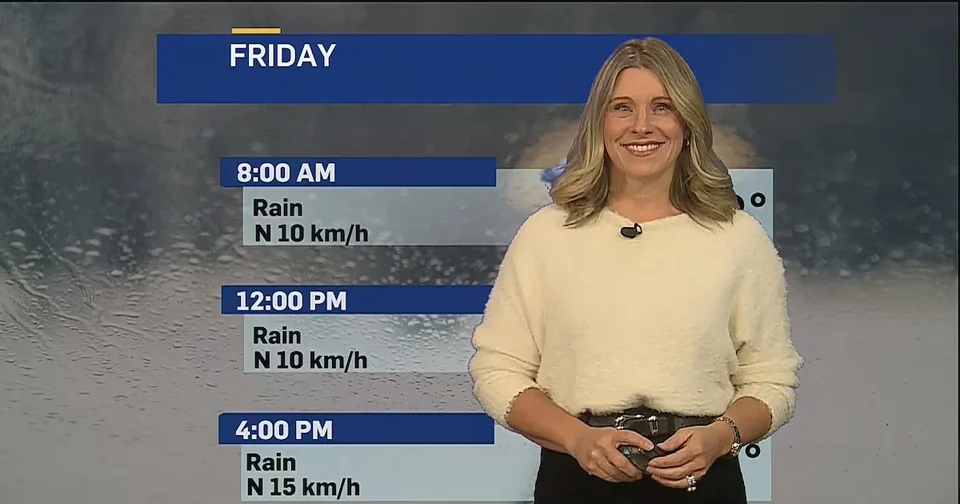 FRIDAY
8:00 AM
Rain
N 10 km/h
°
12:00 PM
Rain
N 10 km/h
4:00 PM
Rain
N 15 km/h
°